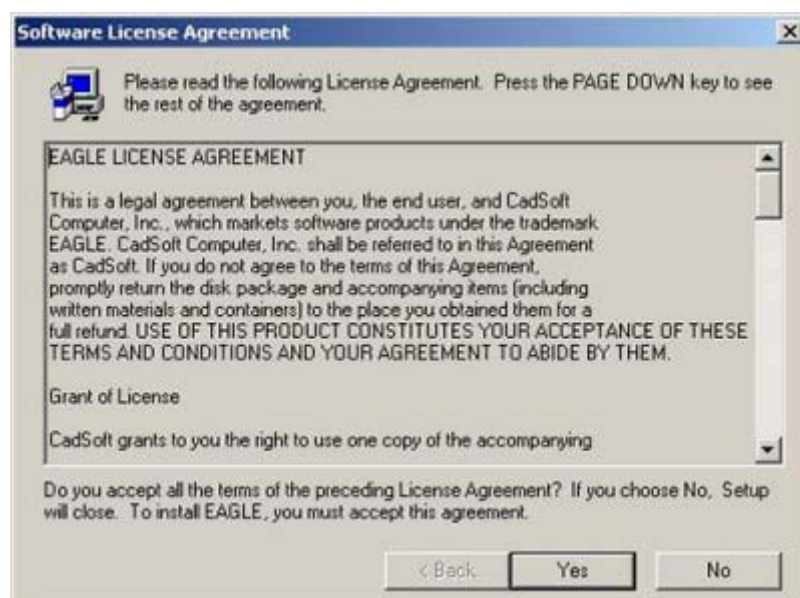 Software License Agreement
Please read the following License Agreement. Press the PAGE DOWN key to see
the rest of the agreement.
EAGLE LICENSE AGREEMENT
This is a legal agreement between you, the end user, and CadSoft
Computer, Inc., which markets software products under the trademark
EAGLE. CadSoft Computer, Inc. shall be referred to in this Agreement
as CadSoft. If you do not agree to the terms of this Agreement,
promptly return the disk package and accompanying items (including
written materials and containers) to the place you obtained them for a
full refund. USE OF THIS PRODUCT CONSTITUTES YOUR ACCEPTANCE OF THESE
TERMS AND CONDITIONS AND YOUR AGREEMENT TO ABIDE BY THEM.
Grant of License
CadSoft grants to you the right to use one copy of the accompanying
Do you accept all the terms of the preceding License Agreement? If you choose No, Setup
will close. To install EAGLE, you must accept this agreement.
< Back Yes No